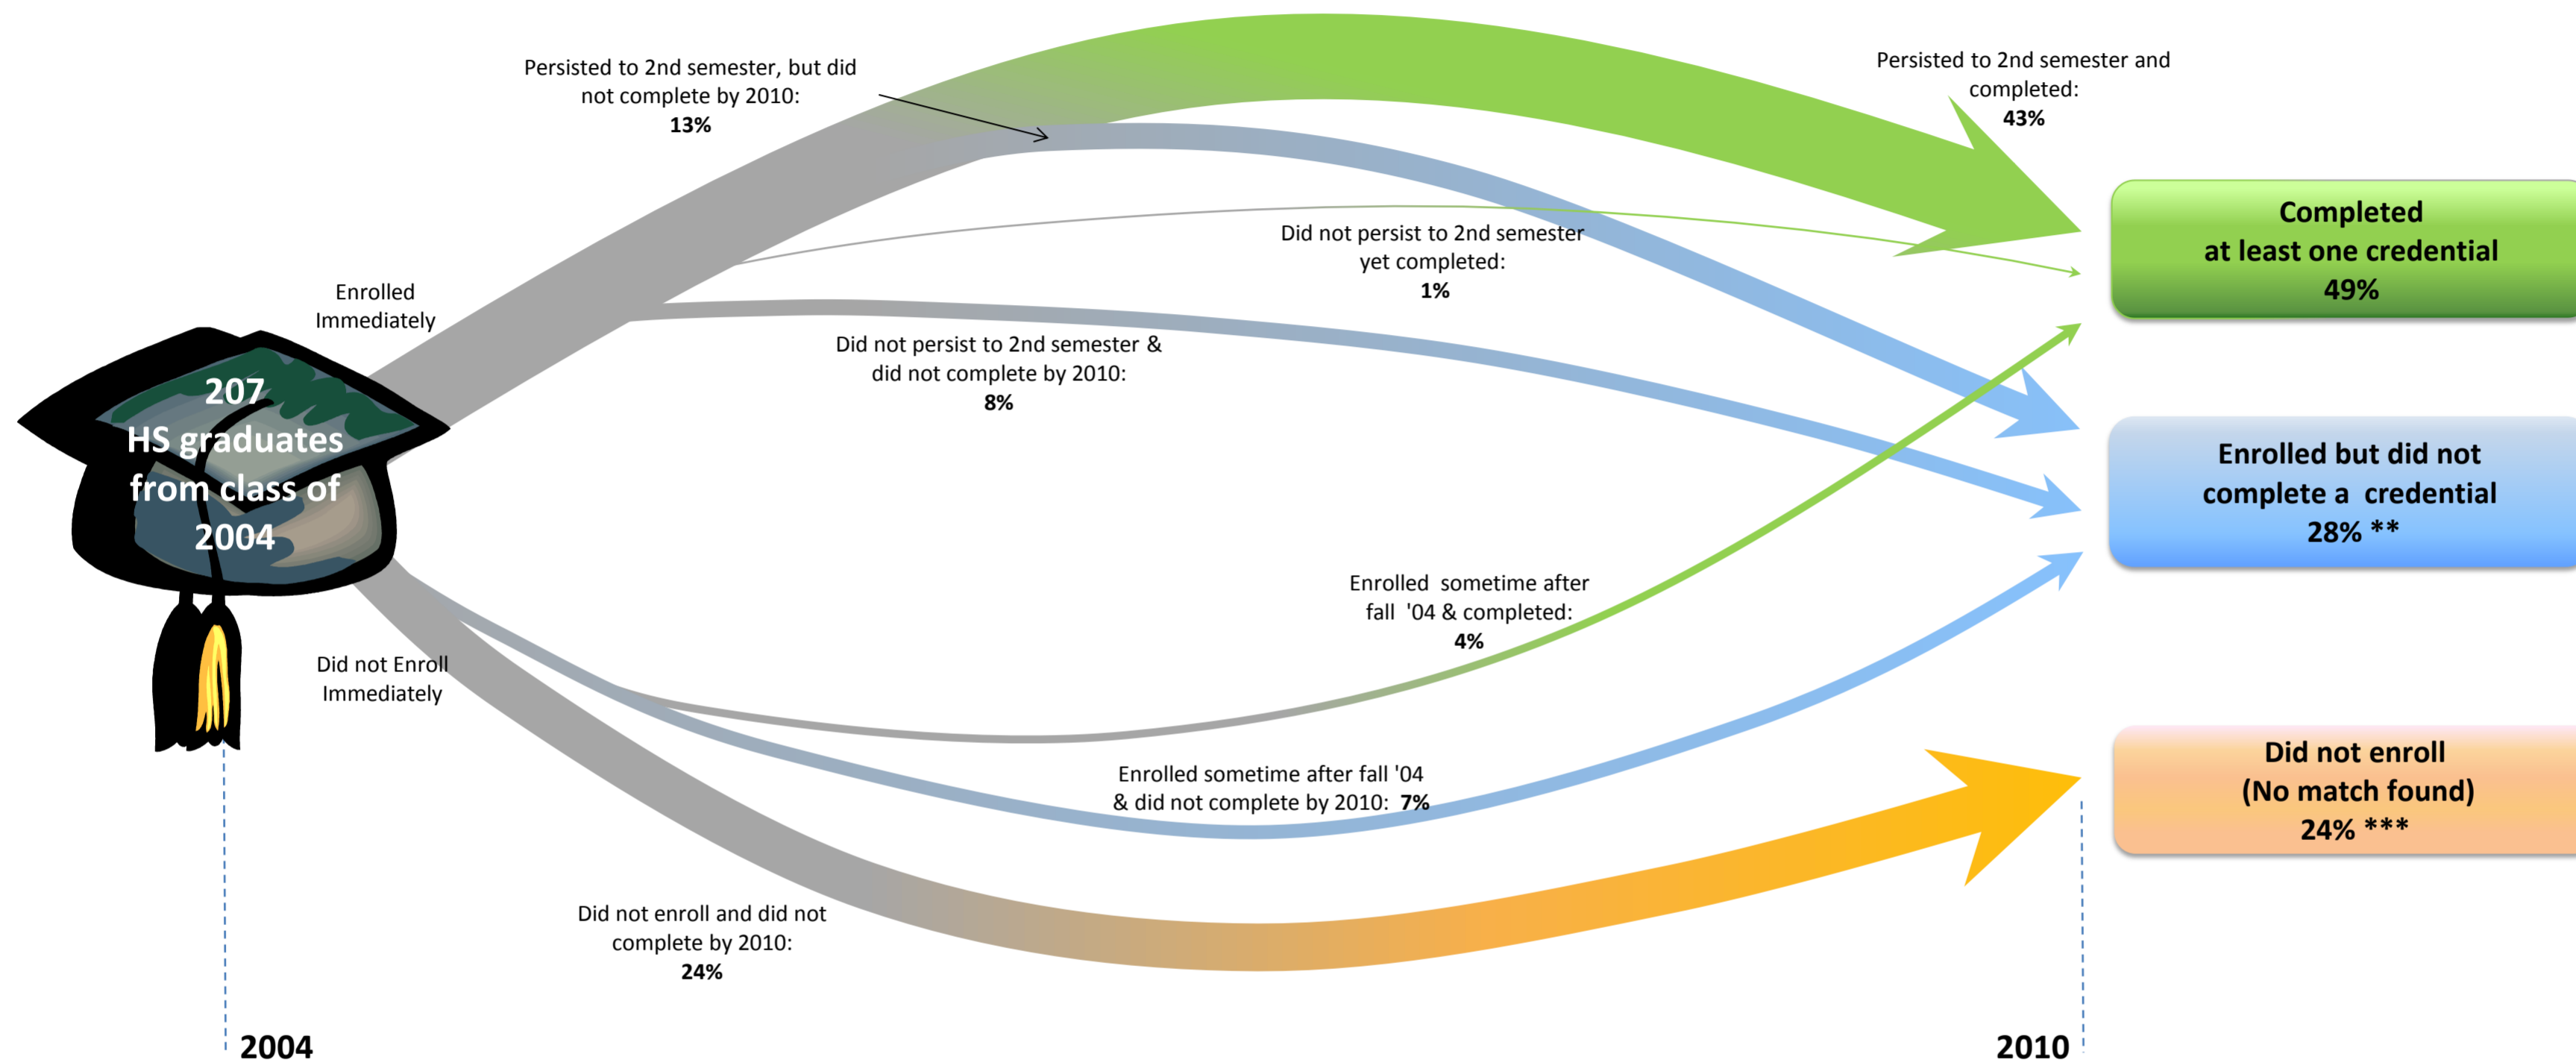 Persisted to 2nd semester, but did
not complete by 2010:
13%
Persisted to 2nd semester and
completed:
43%
Completed
at least one credential
49%
Did not persist to 2nd semester
yet completed:
1%
Enrolled
Immediately
Did not persist to 2nd semester &
did not complete by 2010:
8%
207
HS graduates
from class of
2004
Enrolled but did not
complete a credential
28% **
Enrolled sometime after
fall '04 & completed:
4%
Did not Enroll
Immediately
Enrolled sometime after fall '04
& did not complete by 2010: 7%
Did not enroll
(No match found)
24% ***
Did not enroll and did not
complete by 2010:
24%
2004
2010